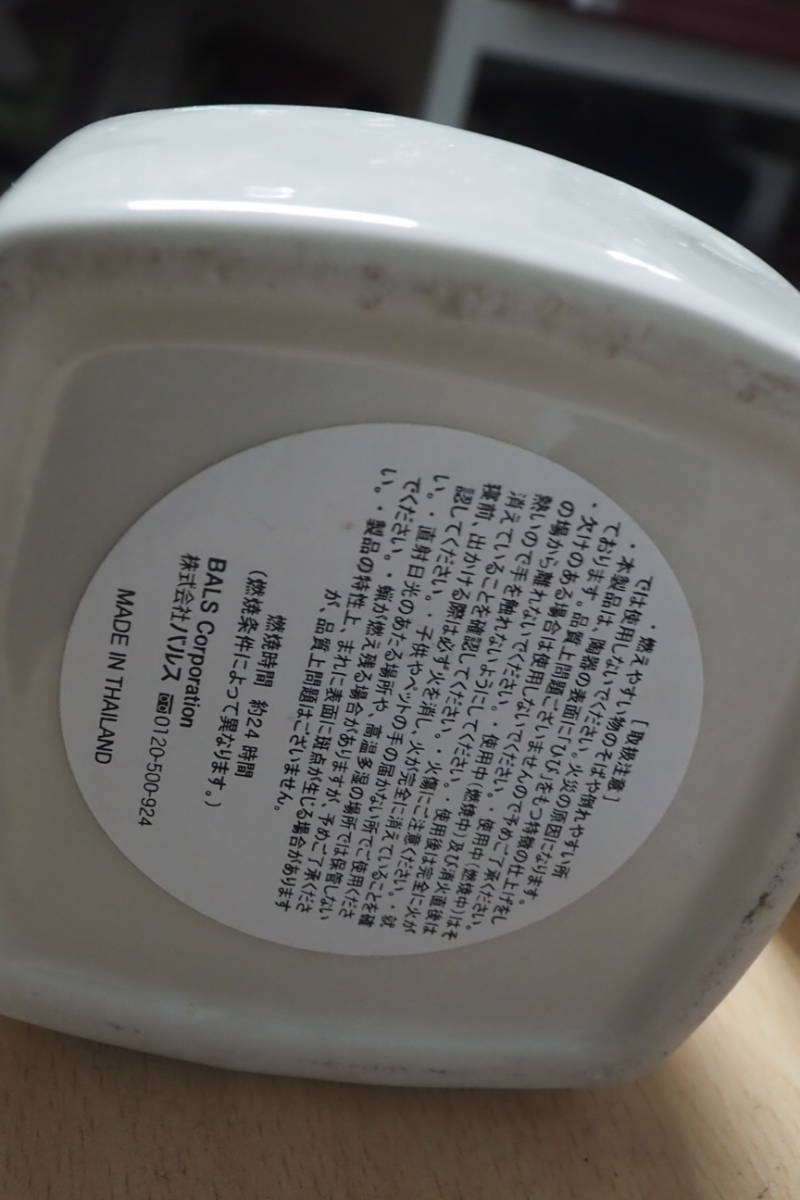 [取扱注意]
・燃えやすい物のそばや倒れやすい所
では使用しないでください。火災の原因になります。
・本製品は、陶器の表面に「ひび」をもつ特徴の仕上げをし
ております。品質上問題ございませんので予めご了承ください。
・欠けのある場合は使用しないでください。・使用中(燃焼中)はそ
の場から離れないでください。・使用中(燃焼中)及び消火直後は
熱いので手を触れないようにしてください。・使用後は完全に火が
消えていることを確認してください。・火傷にご注意ください。・就
寝前、出かける際は必ず火を消し、火が完全に消えていることを確
認してください。・子供やペットの手の届かない所でご使用くださ
い。・直射日光のあたる場所や、高温多湿の場所では保管しない
でください。・蝋が燃え残る場合がありますが、予めご了承くださ
い。・製品の特性上、まれに表面に斑点が生じる場合があります
が、品質上問題はございません。
燃焼時間 約24時間
(燃焼条件によって異なります。)
BALS Corporation
株式会社バルス 0120-500-924
MADE IN THAILAND